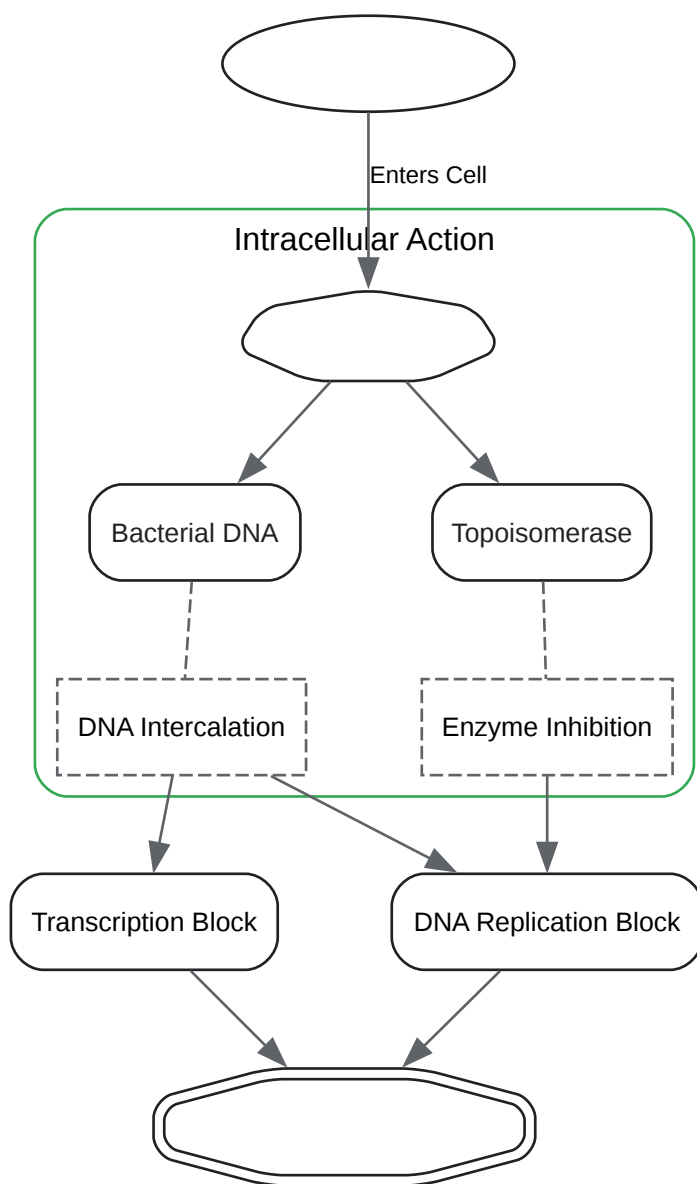 Enters Cell
Intracellular Action
Bacterial DNA
Topoisomerase
DNA Intercalation
Enzyme Inhibition
Transcription Block
DNA Replication Block